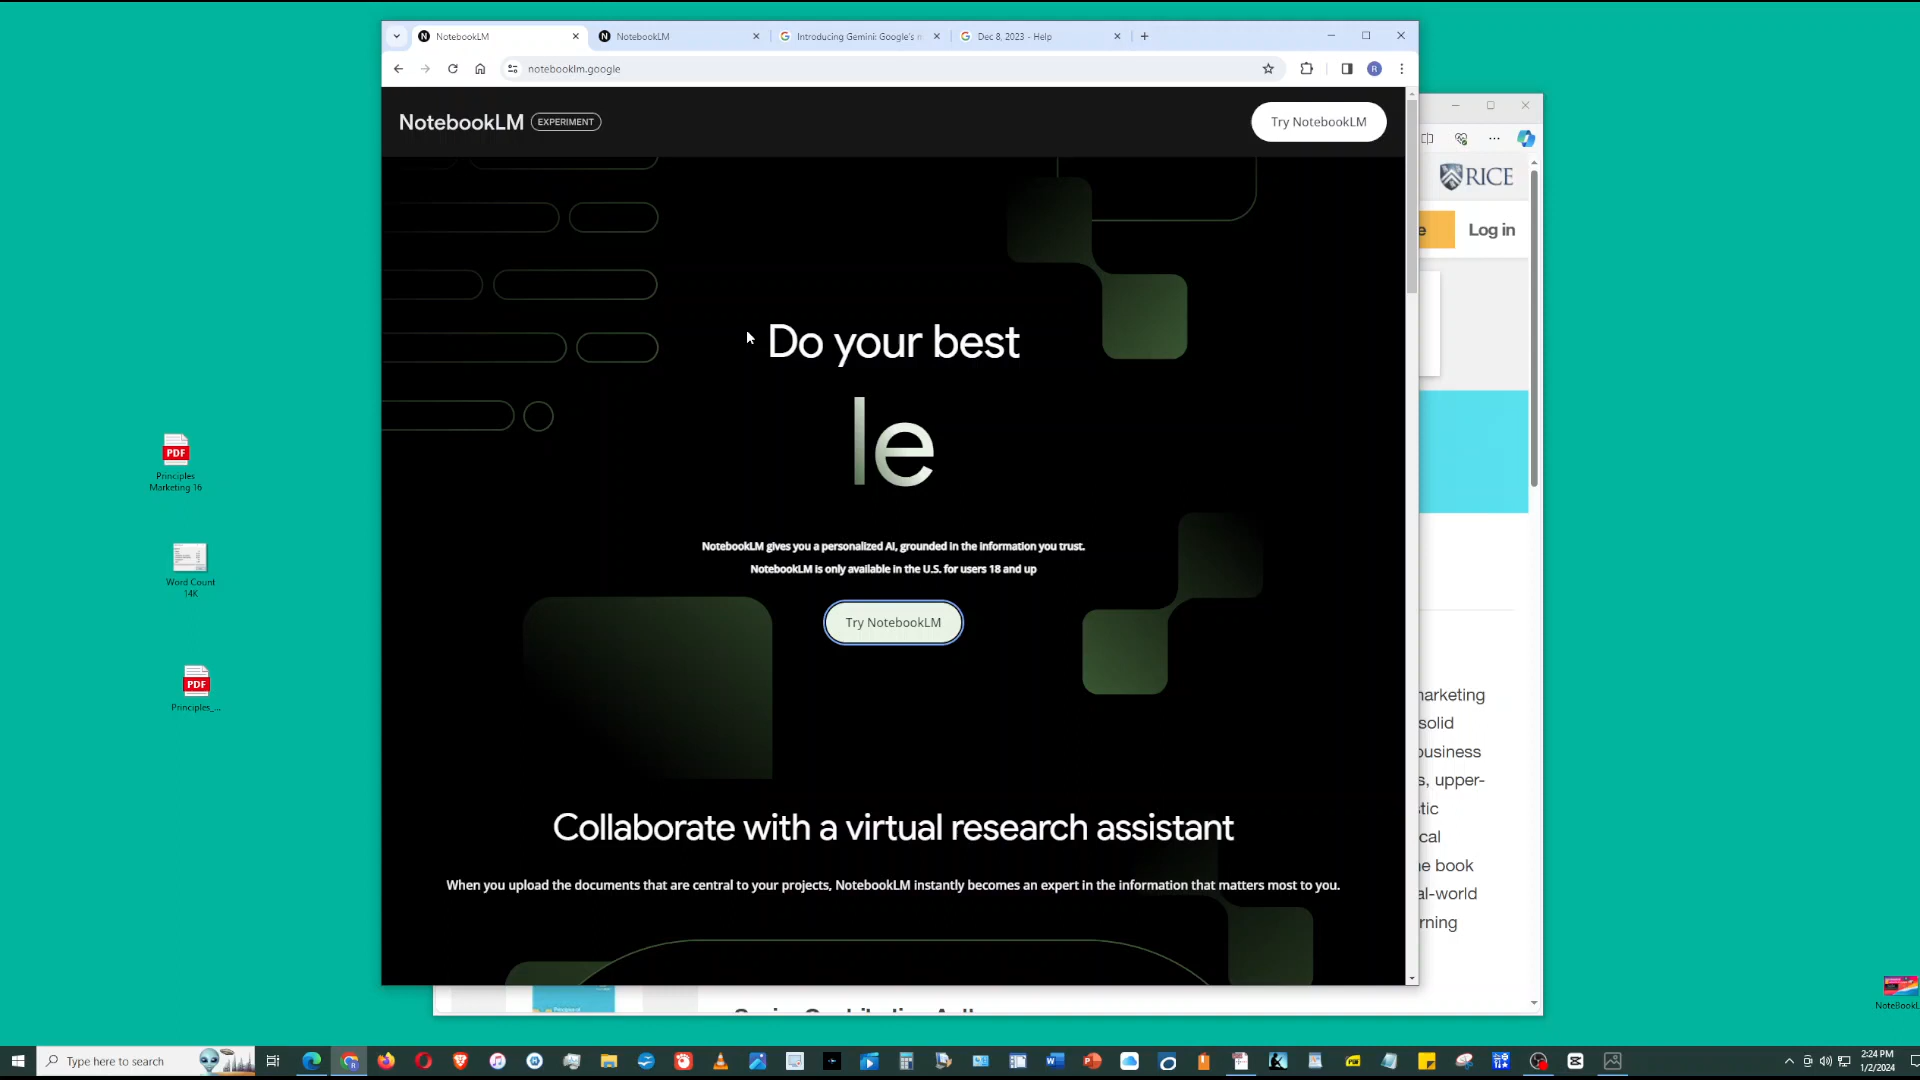 NotebookLM
NotebookLM
Introducing Gemini: Google's m
Dec 8, 2023 - Help
notebooklm.google
R
NotebookLM EXPERIMENT
Try NotebookLM
RICE
e
Log in
Do your best
le
NotebookLM gives you a personalized AI, grounded in the information you trust.
NotebookLM is only available in the U.S. for users 18 and up
Try NotebookLM
Collaborate with a virtual research assistant
When you upload the documents that are central to your projects, NotebookLM instantly becomes an expert in the information that matters most to you.
PDF
Principles
Marketing 16
Word Count
14K
PDF
Principles_...
arketing
solid
business
s, upper-
tic
cal
e book
al-world
rning
NoteBookL
Type here to search
2:24 PM
1/2/2024